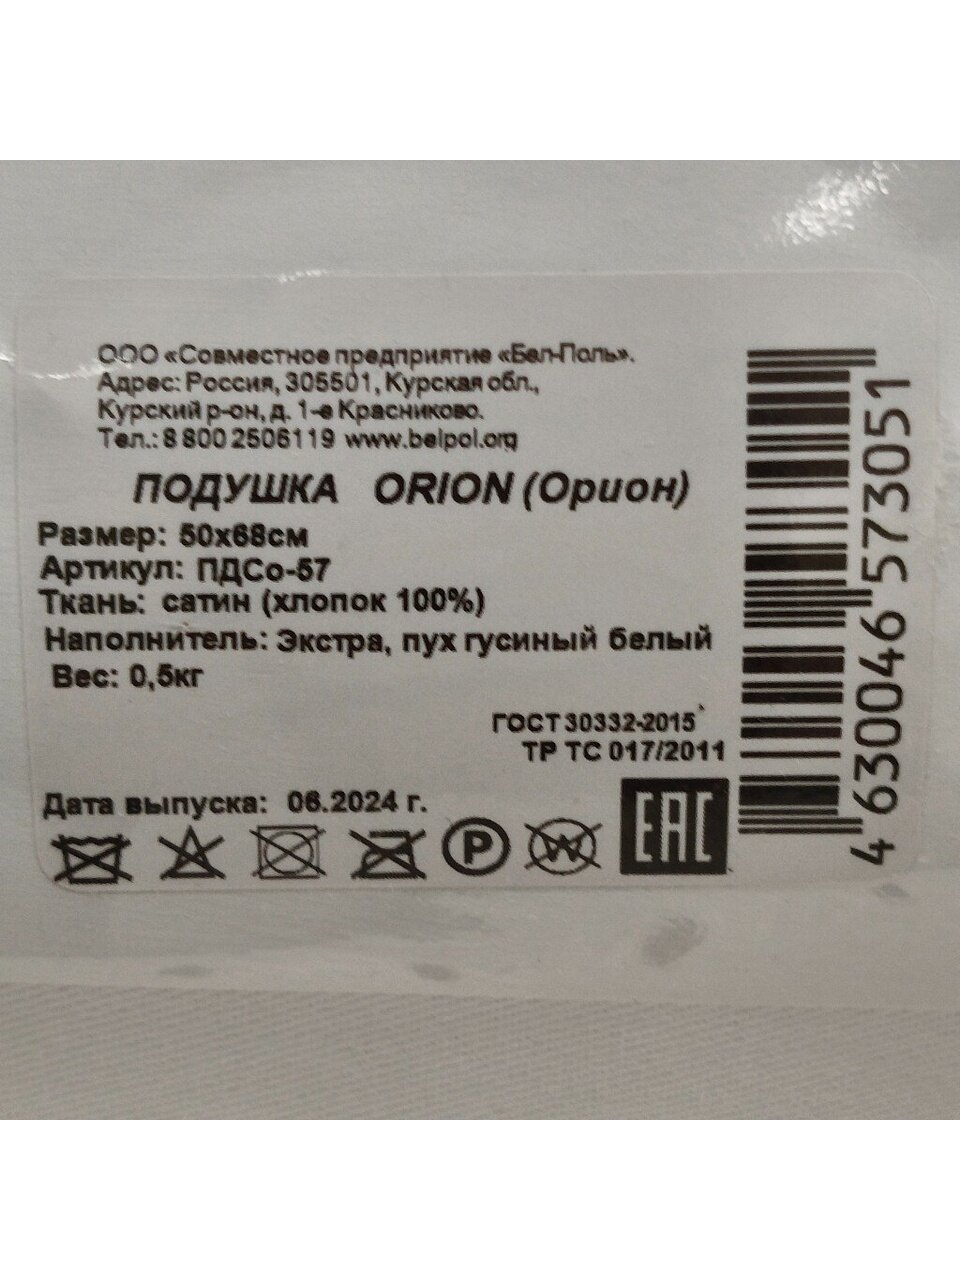 ООО «Совместное предприятие «Бел-Поль».
Адрес: Россия, 305501, Курская обл.,
Курский р-он, д. 1-е Красниково.
Тел.: 8 800 2506119 www.belpol.org
ПОДУШКА ORION (Орион)
Размер: 50х68см
Артикул: ПДСо-57
Ткань: сатин (хлопок 100%)
Наполнитель: Экстра, пух гусиный белый
Вес: 0,5кг
ГОСТ 30332-2015
ТР ТС 017/2011
Дата выпуска: 06.2024 г.
P W EAC
4 630046 573051